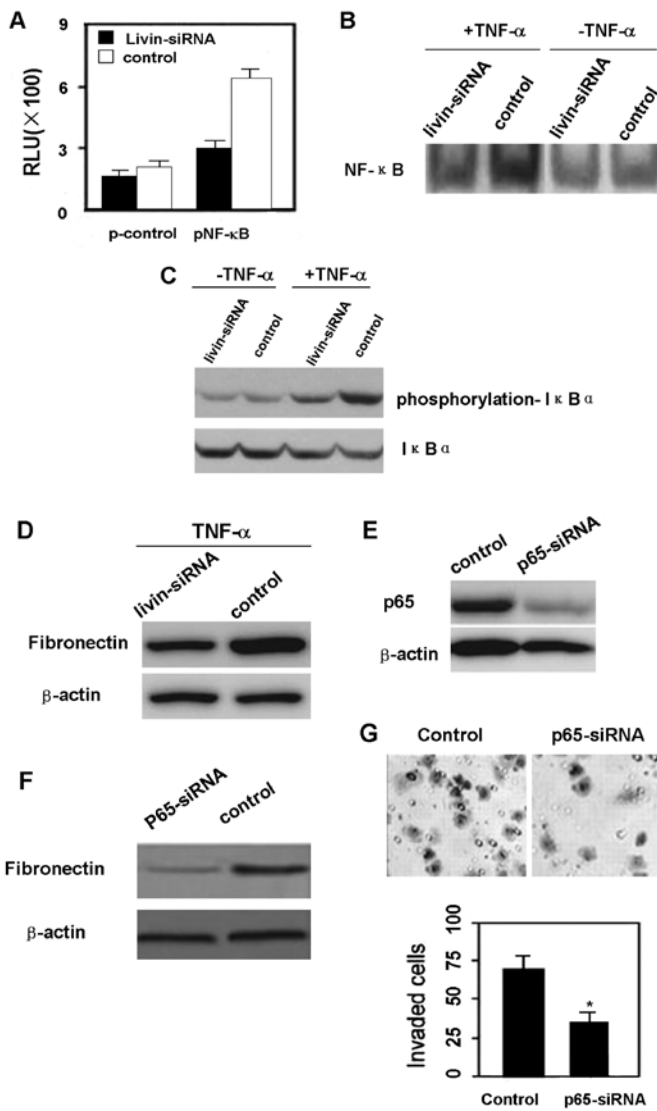 A
9
6
3
0
RLU(×100)
Livin-siRNA
control
p-control pNF-κB
B
+TNF-α -TNF-α
livin-siRNA control livin-siRNA control
NF-κB
C
-TNF-α +TNF-α
livin-siRNA control livin-siRNA control
phosphorylation-IκBα
IκBα
D
TNF-α
livin-siRNA control
Fibronectin
β-actin
E
control p65-siRNA
p65
β-actin
F
P65-siRNA control
Fibronectin
β-actin
G
Control p65-siRNA
100
75
50
25
Invaded cells
*
Control p65-siRNA